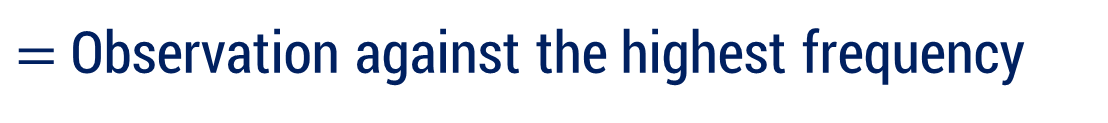 = Observation against the highest frequency